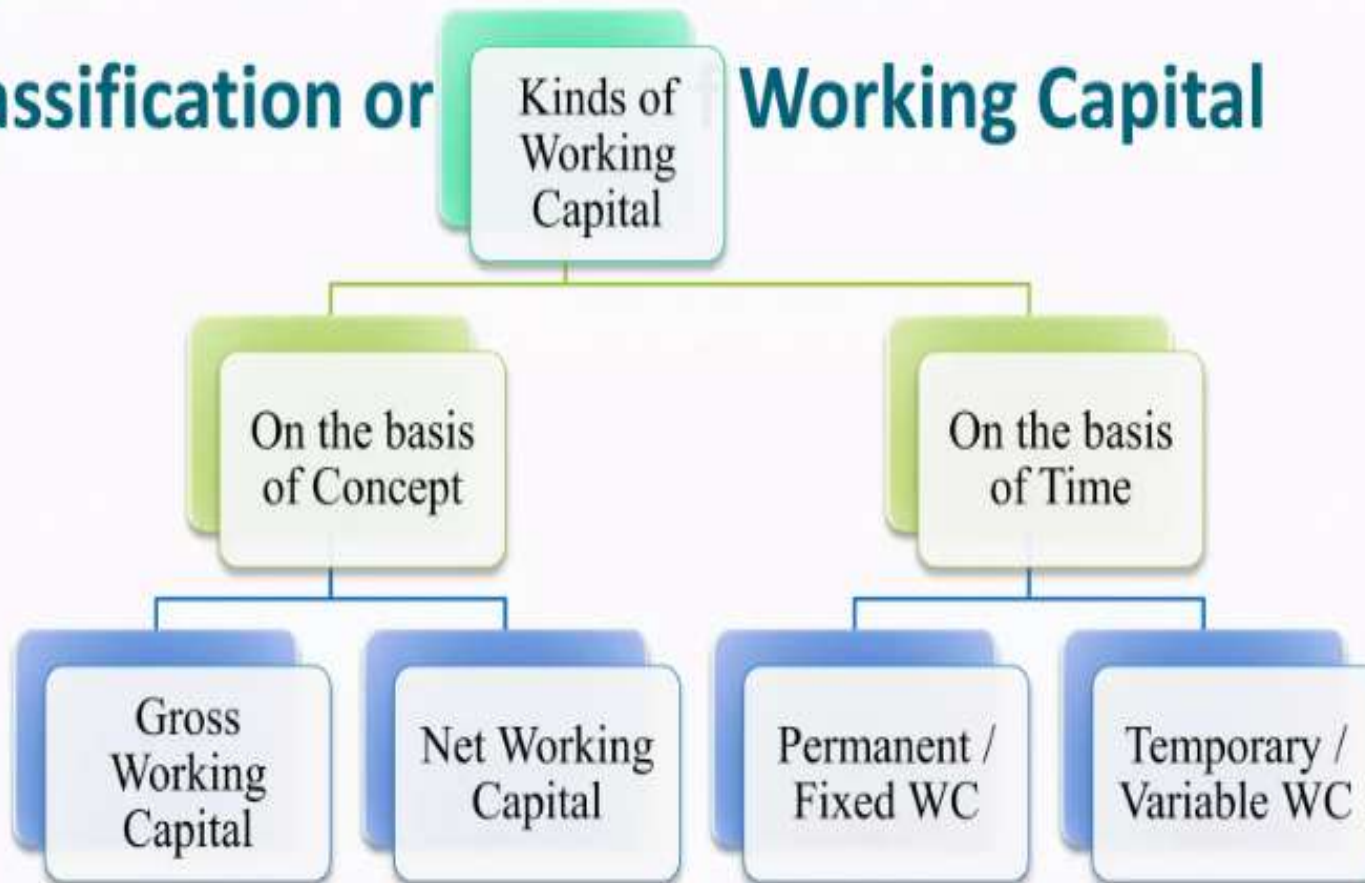 assification or f Working Capital
Kinds of
Working
Capital
On the basis
of Concept
On the basis
of Time
Gross
Working
Capital
Net Working
Capital
Permanent /
Fixed WC
Temporary /
Variable WC